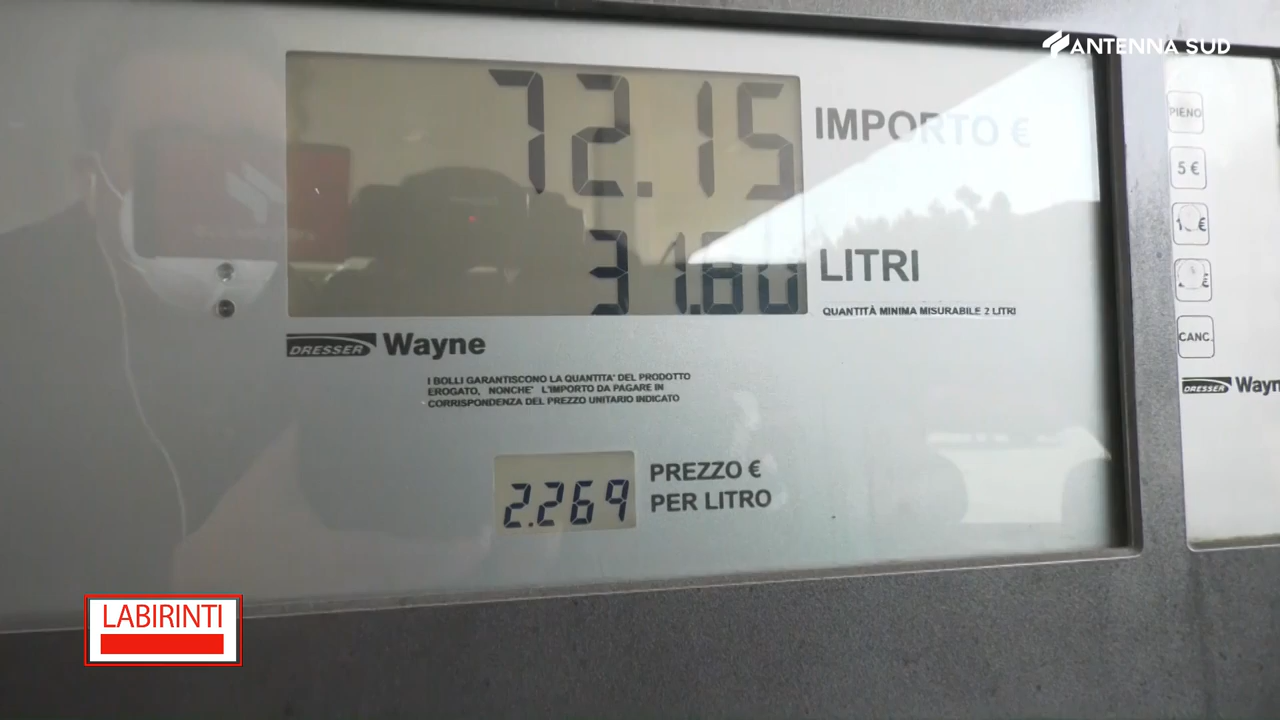 ANTENNA SUD
72.15
IMPORTO €
31.80
LITRI
QUANTITÀ MINIMA MISURABILE 2 LITRI
DRESSER Wayne
I BOLLI GARANTISCONO LA QUANTITA' DEL PRODOTTO
EROGATO, NONCHE' L'IMPORTO DA PAGARE IN
CORRISPONDENZA DEL PREZZO UNITARIO INDICATO
2.269
PREZZO €
PER LITRO
PIENO
5 €
CANC.
DRESSER Wayn
LABIRINTI